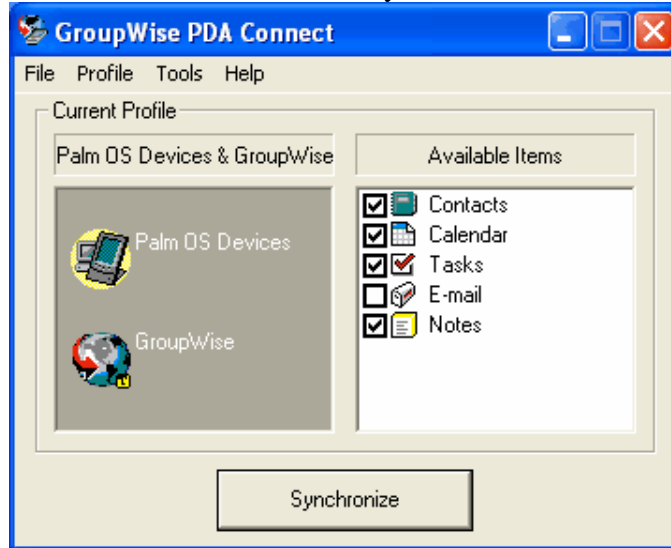 GroupWise PDA Connect
File Profile Tools Help
Current Profile
Palm OS Devices & GroupWise
Available Items
Palm OS Devices
GroupWise
Contacts
Calendar
Tasks
E-mail
Notes
Synchronize